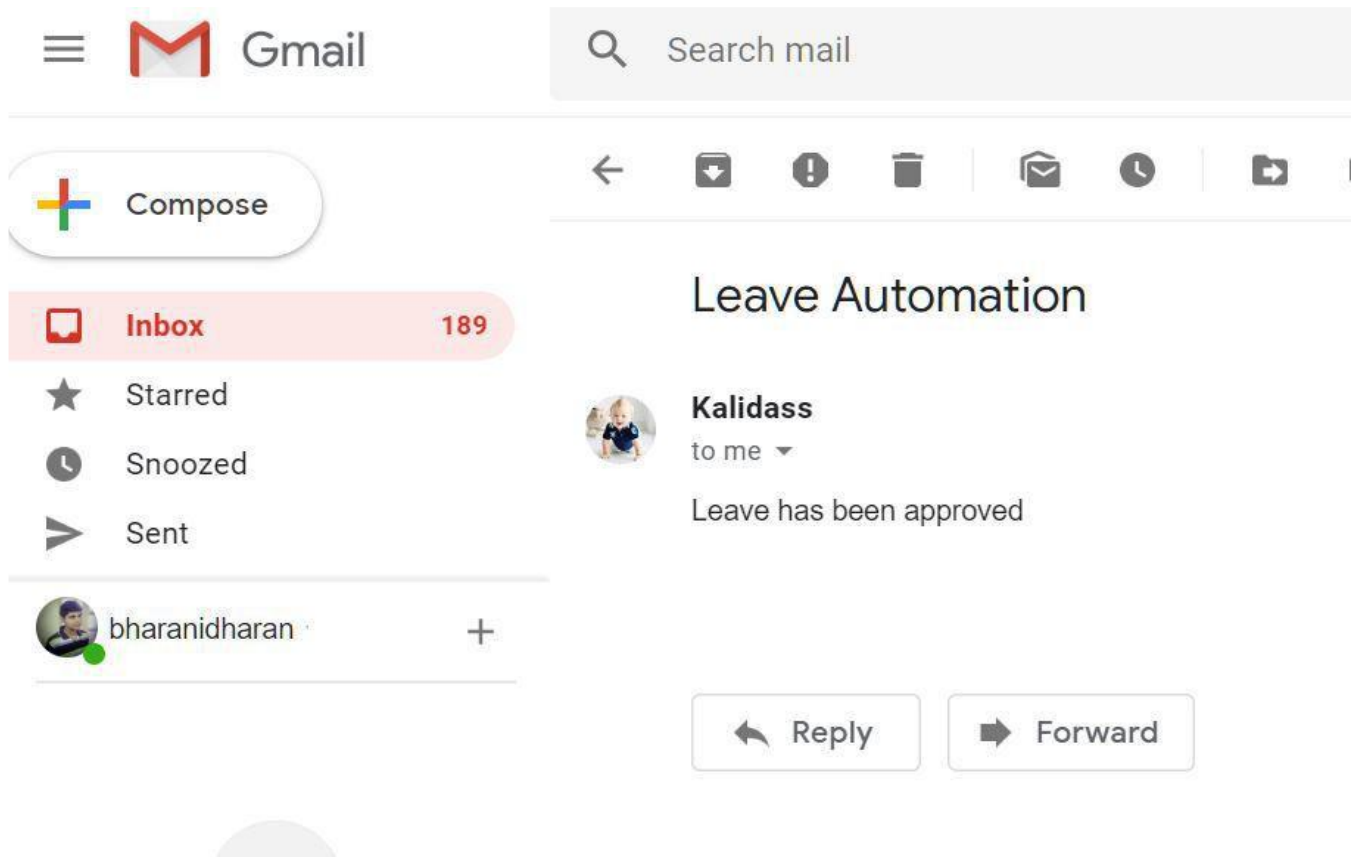 Gmail
Search mail
Compose
Leave Automation
Inbox 189
Starred
Snoozed
Sent
Kalidass
to me
Leave has been approved
bharanidharan
Reply
Forward